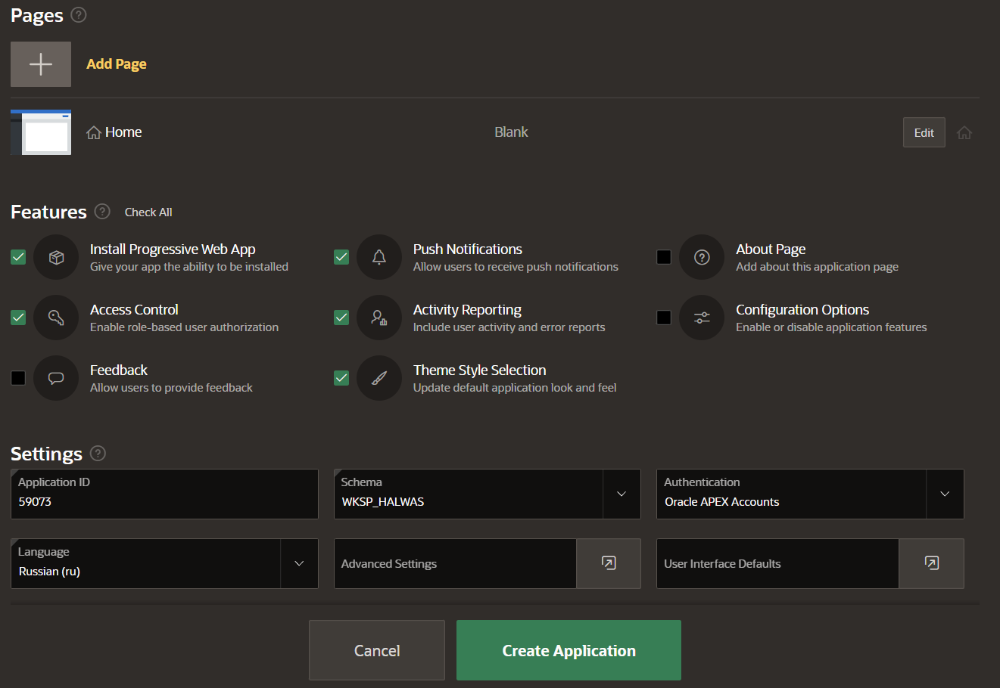 Pages ?
Add Page
Home Blank Edit
Features ? Check All
Install Progressive Web App
Give your app the ability to be installed
Push Notifications
Allow users to receive push notifications
? About Page
Add about this application page
Access Control
Enable role-based user authorization
Activity Reporting
Include user activity and error reports
Configuration Options
Enable or disable application features
Feedback
Allow users to provide feedback
Theme Style Selection
Update default application look and feel
Settings ?
Application ID
59073
Schema
WKSP_HALWAS
Authentication
Oracle APEX Accounts
Language
Russian (ru)
Advanced Settings
User Interface Defaults
Cancel
Create Application